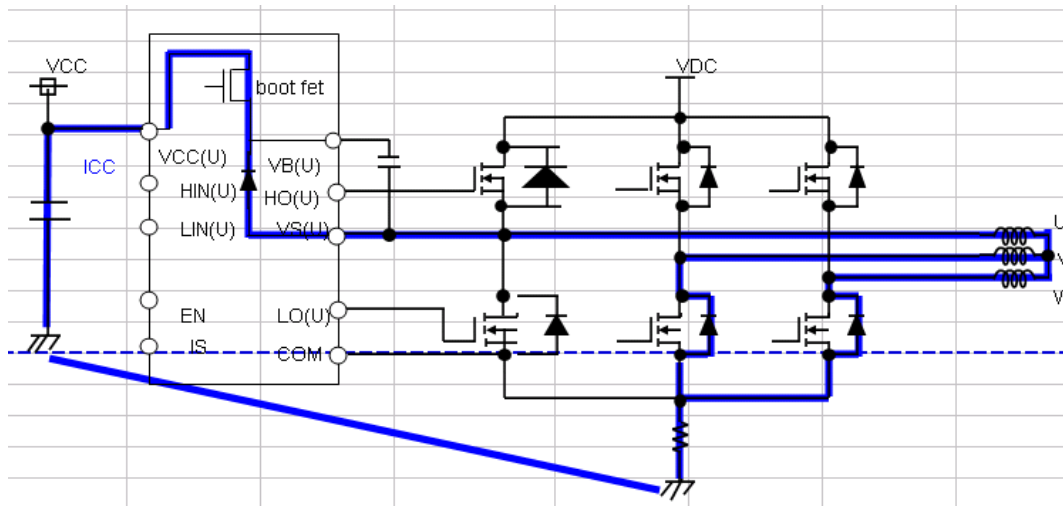 VCC
VDC
boot fet
ICC
VCC(U)
VB(U)
HIN(U)
HO(U)
LIN(U)
VS(U)
U
V
W
EN
LO(U)
IS
COM